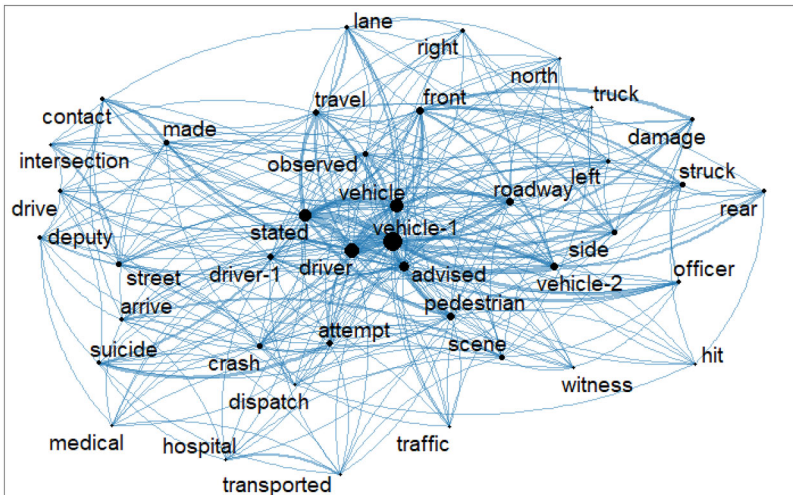 lane
right
north
contact
travel
front
truck
made
damage
intersection
observed
left
struck
drive
vehicle
roadway
rear
deputy
stated
vehicle-1
side
street
driver-1
driver
advised
vehicle-2
officer
arrive
pedestrian
suicide
crash
attempt
scene
hit
dispatch
witness
medical
hospital
traffic
transported